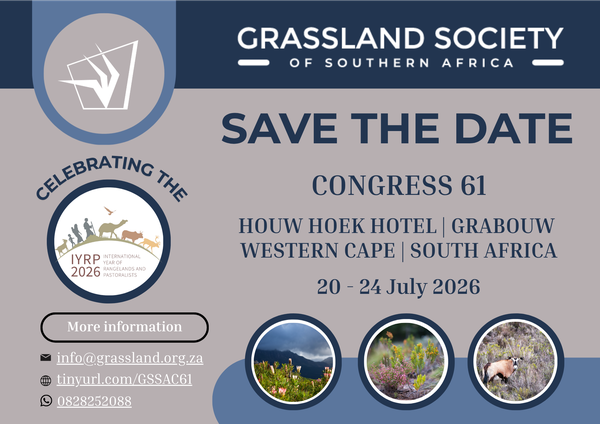 GRASSLAND SOCIETY
OF SOUTHERN AFRICA
SAVE THE DATE
CELEBRATING THE
IYRP
2026
INTERNATIONAL
YEAR OF
RANGELANDS AND
PASTORALISTS
CONGRESS 61
HOUW HOEK HOTEL | GRABOUW
WESTERN CAPE | SOUTH AFRICA
20 - 24 July 2026
More information
info@grassland.org.za
tinyurl.com/GSSAC61
0828252088